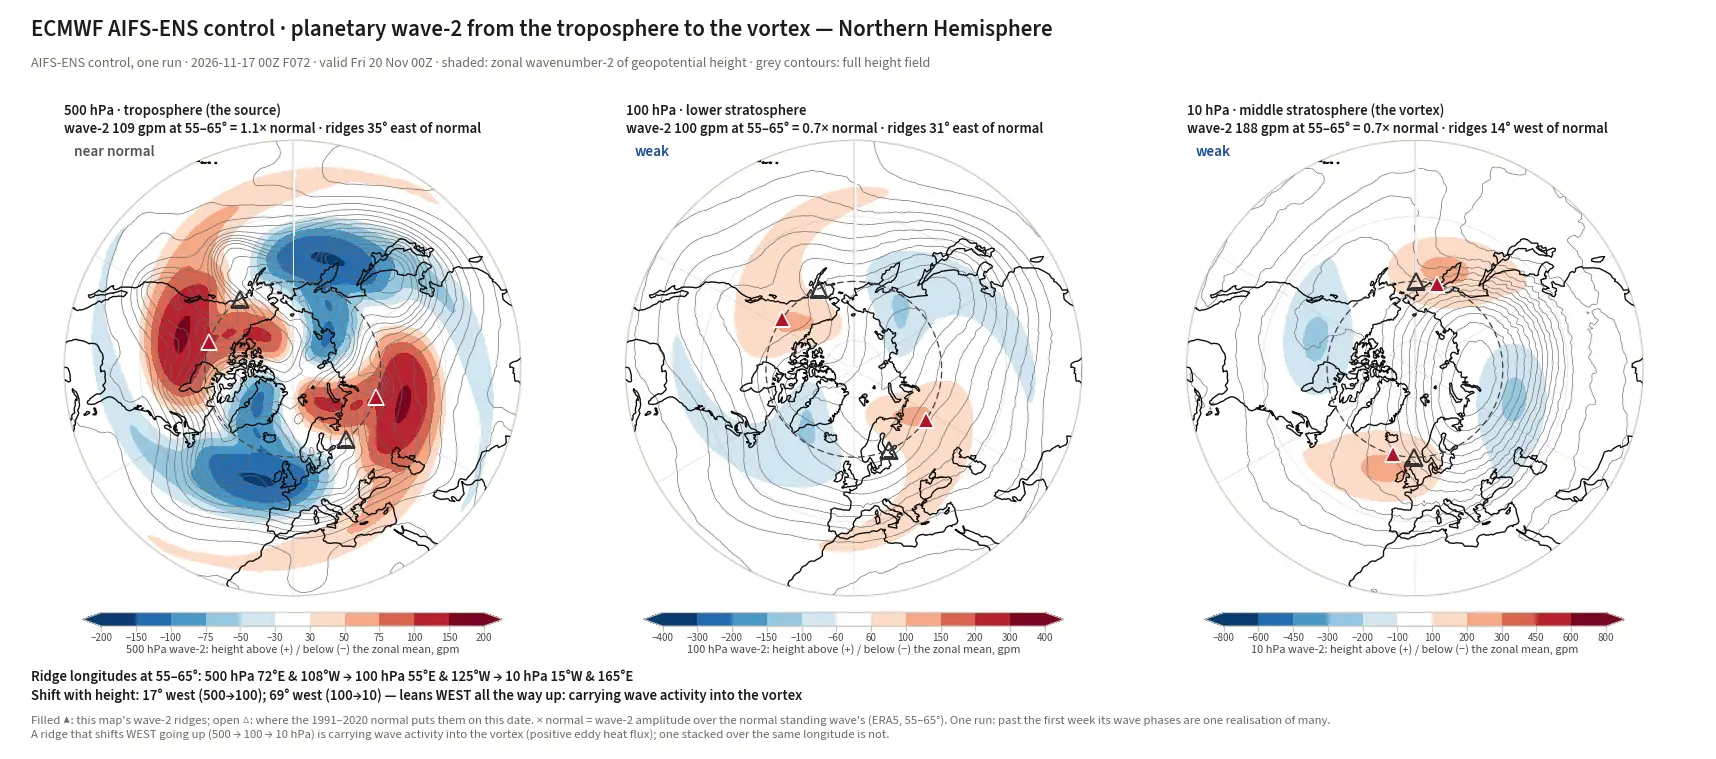 ECMWF AIFS-ENS control · planetary wave-2 from the troposphere to the vortex — Northern Hemisphere
AIFS-ENS control, one run · 2026-11-17 00Z F072 · valid Fri 20 Nov 00Z · shaded: zonal wavenumber-2 of geopotential height · grey contours: full height field
500 hPa · troposphere (the source)
wave-2 109 gpm at 55–65° = 1.1× normal · ridges 35° east of normal
near normal
100 hPa · lower stratosphere
wave-2 100 gpm at 55–65° = 0.7× normal · ridges 31° east of normal
weak
10 hPa · middle stratosphere (the vortex)
wave-2 188 gpm at 55–65° = 0.7× normal · ridges 14° west of normal
weak
−200 −150 −100 −75 −50 −30 30 50 75 100 150 200
500 hPa wave-2: height above (+) / below (−) the zonal mean, gpm
−400 −300 −200 −150 −100 −60 60 100 150 200 300 400
100 hPa wave-2: height above (+) / below (−) the zonal mean, gpm
−800 −600 −450 −300 −200 −100 100 200 300 450 600 800
10 hPa wave-2: height above (+) / below (−) the zonal mean, gpm
Ridge longitudes at 55–65°: 500 hPa 72°E & 108°W → 100 hPa 55°E & 125°W → 10 hPa 15°W & 165°E
Shift with height: 17° west (500→100); 69° west (100→10) — leans WEST all the way up: carrying wave activity into the vortex
Filled ▲: this map's wave-2 ridges; open △: where the 1991–2020 normal puts them on this date. × normal = wave-2 amplitude over the normal standing wave's (ERA5, 55–65°). One run: past the first week its wave phases are one realisation of many.
A ridge that shifts WEST going up (500 → 100 → 10 hPa) is carrying wave activity into the vortex (positive eddy heat flux); one stacked over the same longitude is not.